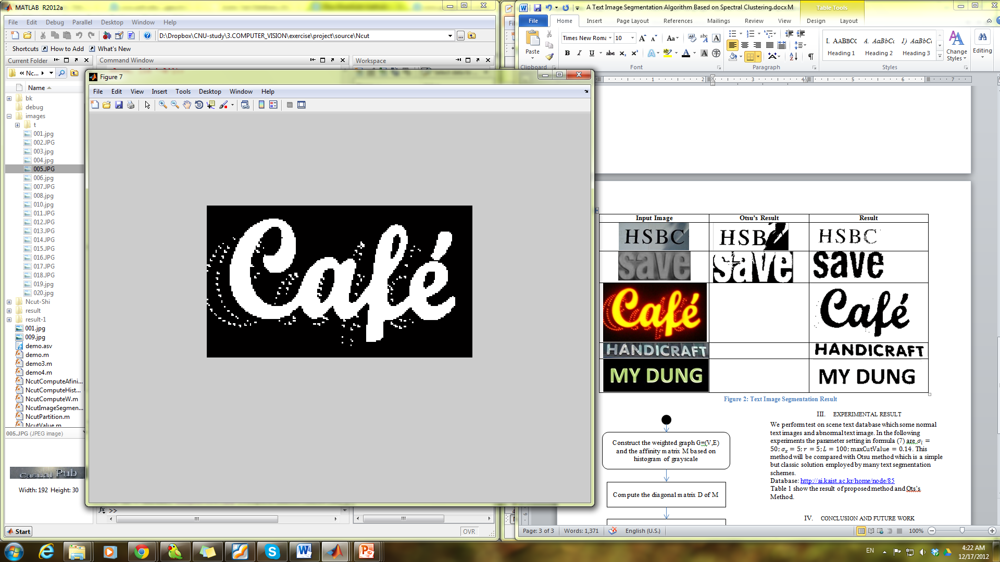 MATLAB R2012a
File Edit Debug Parallel Desktop Window Help
D:\Dropbox\CNU-study\3.COMPUTER_VISION\exercise\project\source\Ncut
Shortcuts How to Add What's New
Current Folder
Command Window
Workspace
« Nc...
Name
bk
debug
images
t
001.jpg
002.JPG
003.jpg
004.jpg
005.JPG
006.jpg
007.JPG
008.jpg
010.jpg
011.JPG
012.JPG
013.JPG
014.JPG
015.JPG
016.JPG
017.JPG
018.JPG
019.jpg
020.jpg
Ncut-Shi
result
result-1
001.jpg
009.jpg
demo.asv
demo.m
demo3.m
demo4.m
NcutComputeAfini...
NcutComputeHist...
NcutComputeW.m
NcutImageSegmen...
NcutPartition.m
NcutValue.m
005.JPG (JPEG image)
Casual Pub
Width: 192 Height: 30
Start
fx >>
OVR
Figure 7
File Edit View Insert Tools Desktop Window Help
Café
A Text Image Segmentation Algorithm Based on Spectral Clustering.docx M
Table Tools
File Home Insert Page Layout References Mailings Review View Design Layout
Paste
Clipboard
Times New Roma 10
Font
Paragraph
I. AABBCC A. AaBbCc I) AaBbCc
Heading 1 Heading 2 Heading 3
Change Styles
Styles
Editing
1 2 3 4 5 6 7
Input Image Otsu's Result Result
HSBC HSB HSBC
save save save
Café Café
HANDICRAFT HANDICRAFT
MY DUNG MY DUNG
Figure 2: Text Image Segmentation Result
Construct the weighted graph G=(V,E)
and the affinity matrix M based on
histogram of grayscale
Compute the diagonal matrix D of M
III. EXPERIMENTAL RESULT
We perform test on scene text database which some normal
text images and abnormal text image. In the following
experiments the parameter setting in formula (7) are σI =
50; σx = 5; r = 5; L = 100; maxCutValue = 0.14. This
method will be compared with Otsu method which is a simple
but classic solution employed by many text segmentation
schemes.
Database: http://ai.kaist.ac.kr/home/node/85
Table 1 show the result of proposed method and Ots's
Method.
IV. CONCLUSION AND FUTURE WORK
Page: 3 of 3 Words: 1,371 English (U.S.) 100%
EN
4:22 AM
12/17/2012